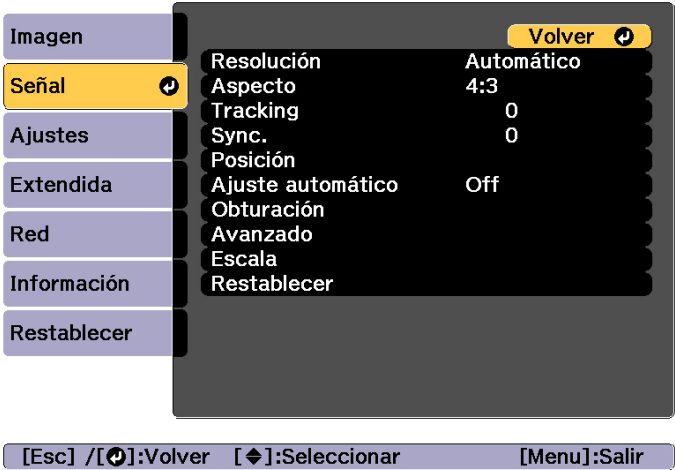 Imagen
Señal
Ajustes
Extendida
Red
Información
Restablecer
Volver
Resolución Automático
Aspecto 4:3
Tracking 0
Sync. 0
Posición
Ajuste automático Off
Obturación
Avanzado
Escala
Restablecer
[Esc] /[ ]:Volver [ ]:Seleccionar [Menu]:Salir